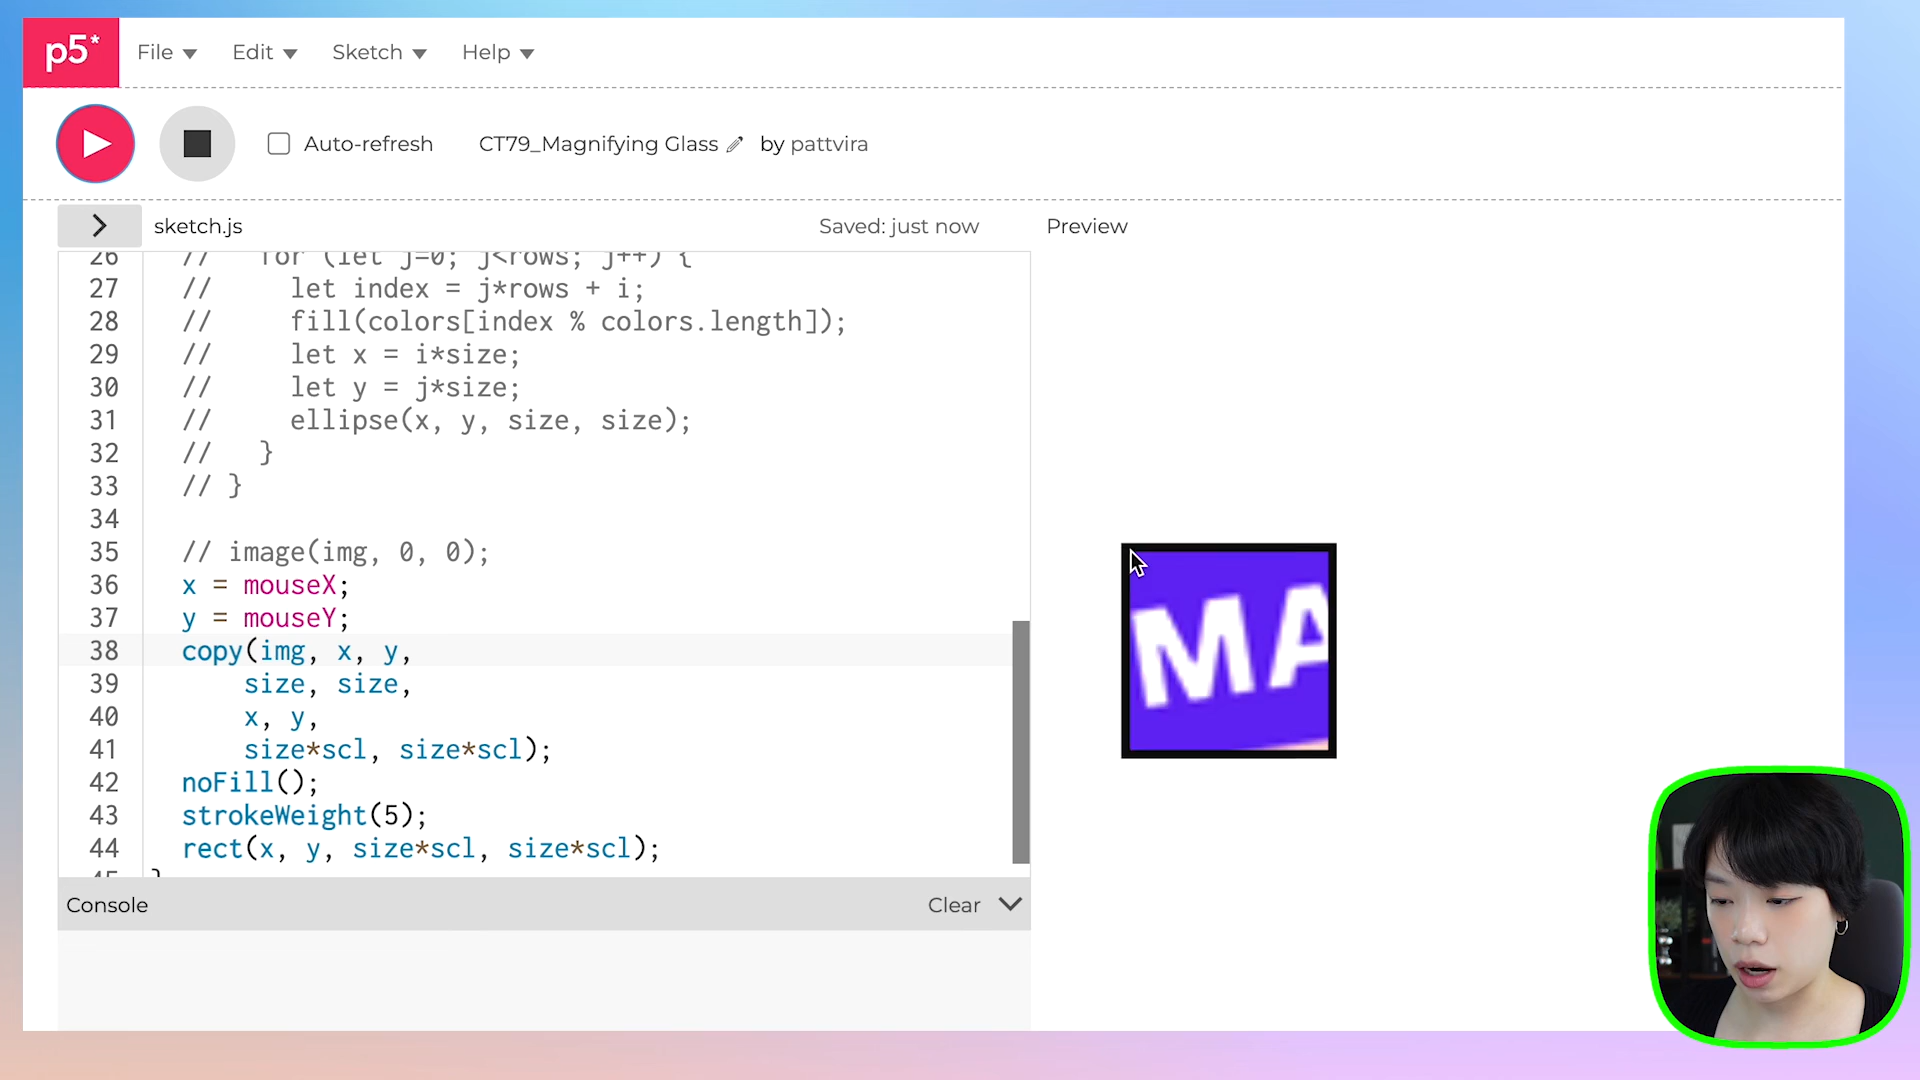 p5*
File Edit Sketch Help
Auto-refresh CT79_Magnifying Glass by pattvira
sketch.js Saved: just now Preview
26 // for (let j=0; j<rows; j++) {
27 // let index = j*rows + i;
28 // fill(colors[index % colors.length]);
29 // let x = i*size;
30 // let y = j*size;
31 // ellipse(x, y, size, size);
32 // }
33 // }
34
35 // image(img, 0, 0);
36 x = mouseX;
37 y = mouseY;
38 copy(img, x, y,
39 size, size,
40 x, y,
41 size*scl, size*scl);
42 noFill();
43 strokeWeight(5);
44 rect(x, y, size*scl, size*scl);
45 }
MA
Console Clear